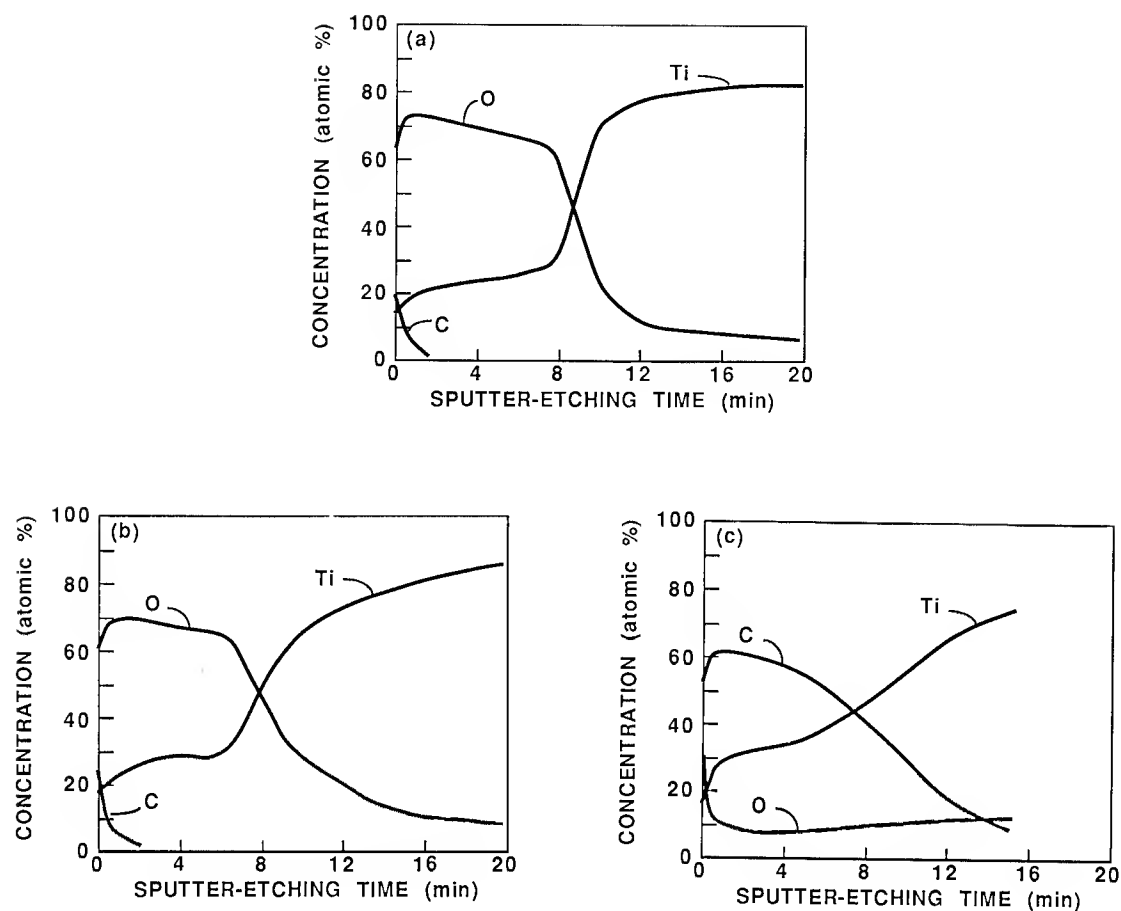 (a)
CONCENTRATION (atomic %)
100
80
60
40
20
0
O
Ti
C
0 4 8 12 16 20
SPUTTER-ETCHING TIME (min)
(b)
CONCENTRATION (atomic %)
100
80
60
40
20
0
O
Ti
C
0 4 8 12 16 20
SPUTTER-ETCHING TIME (min)
(c)
CONCENTRATION (atomic %)
100
80
60
40
20
0
C
Ti
O
0 4 8 12 16 20
SPUTTER-ETCHING TIME (min)